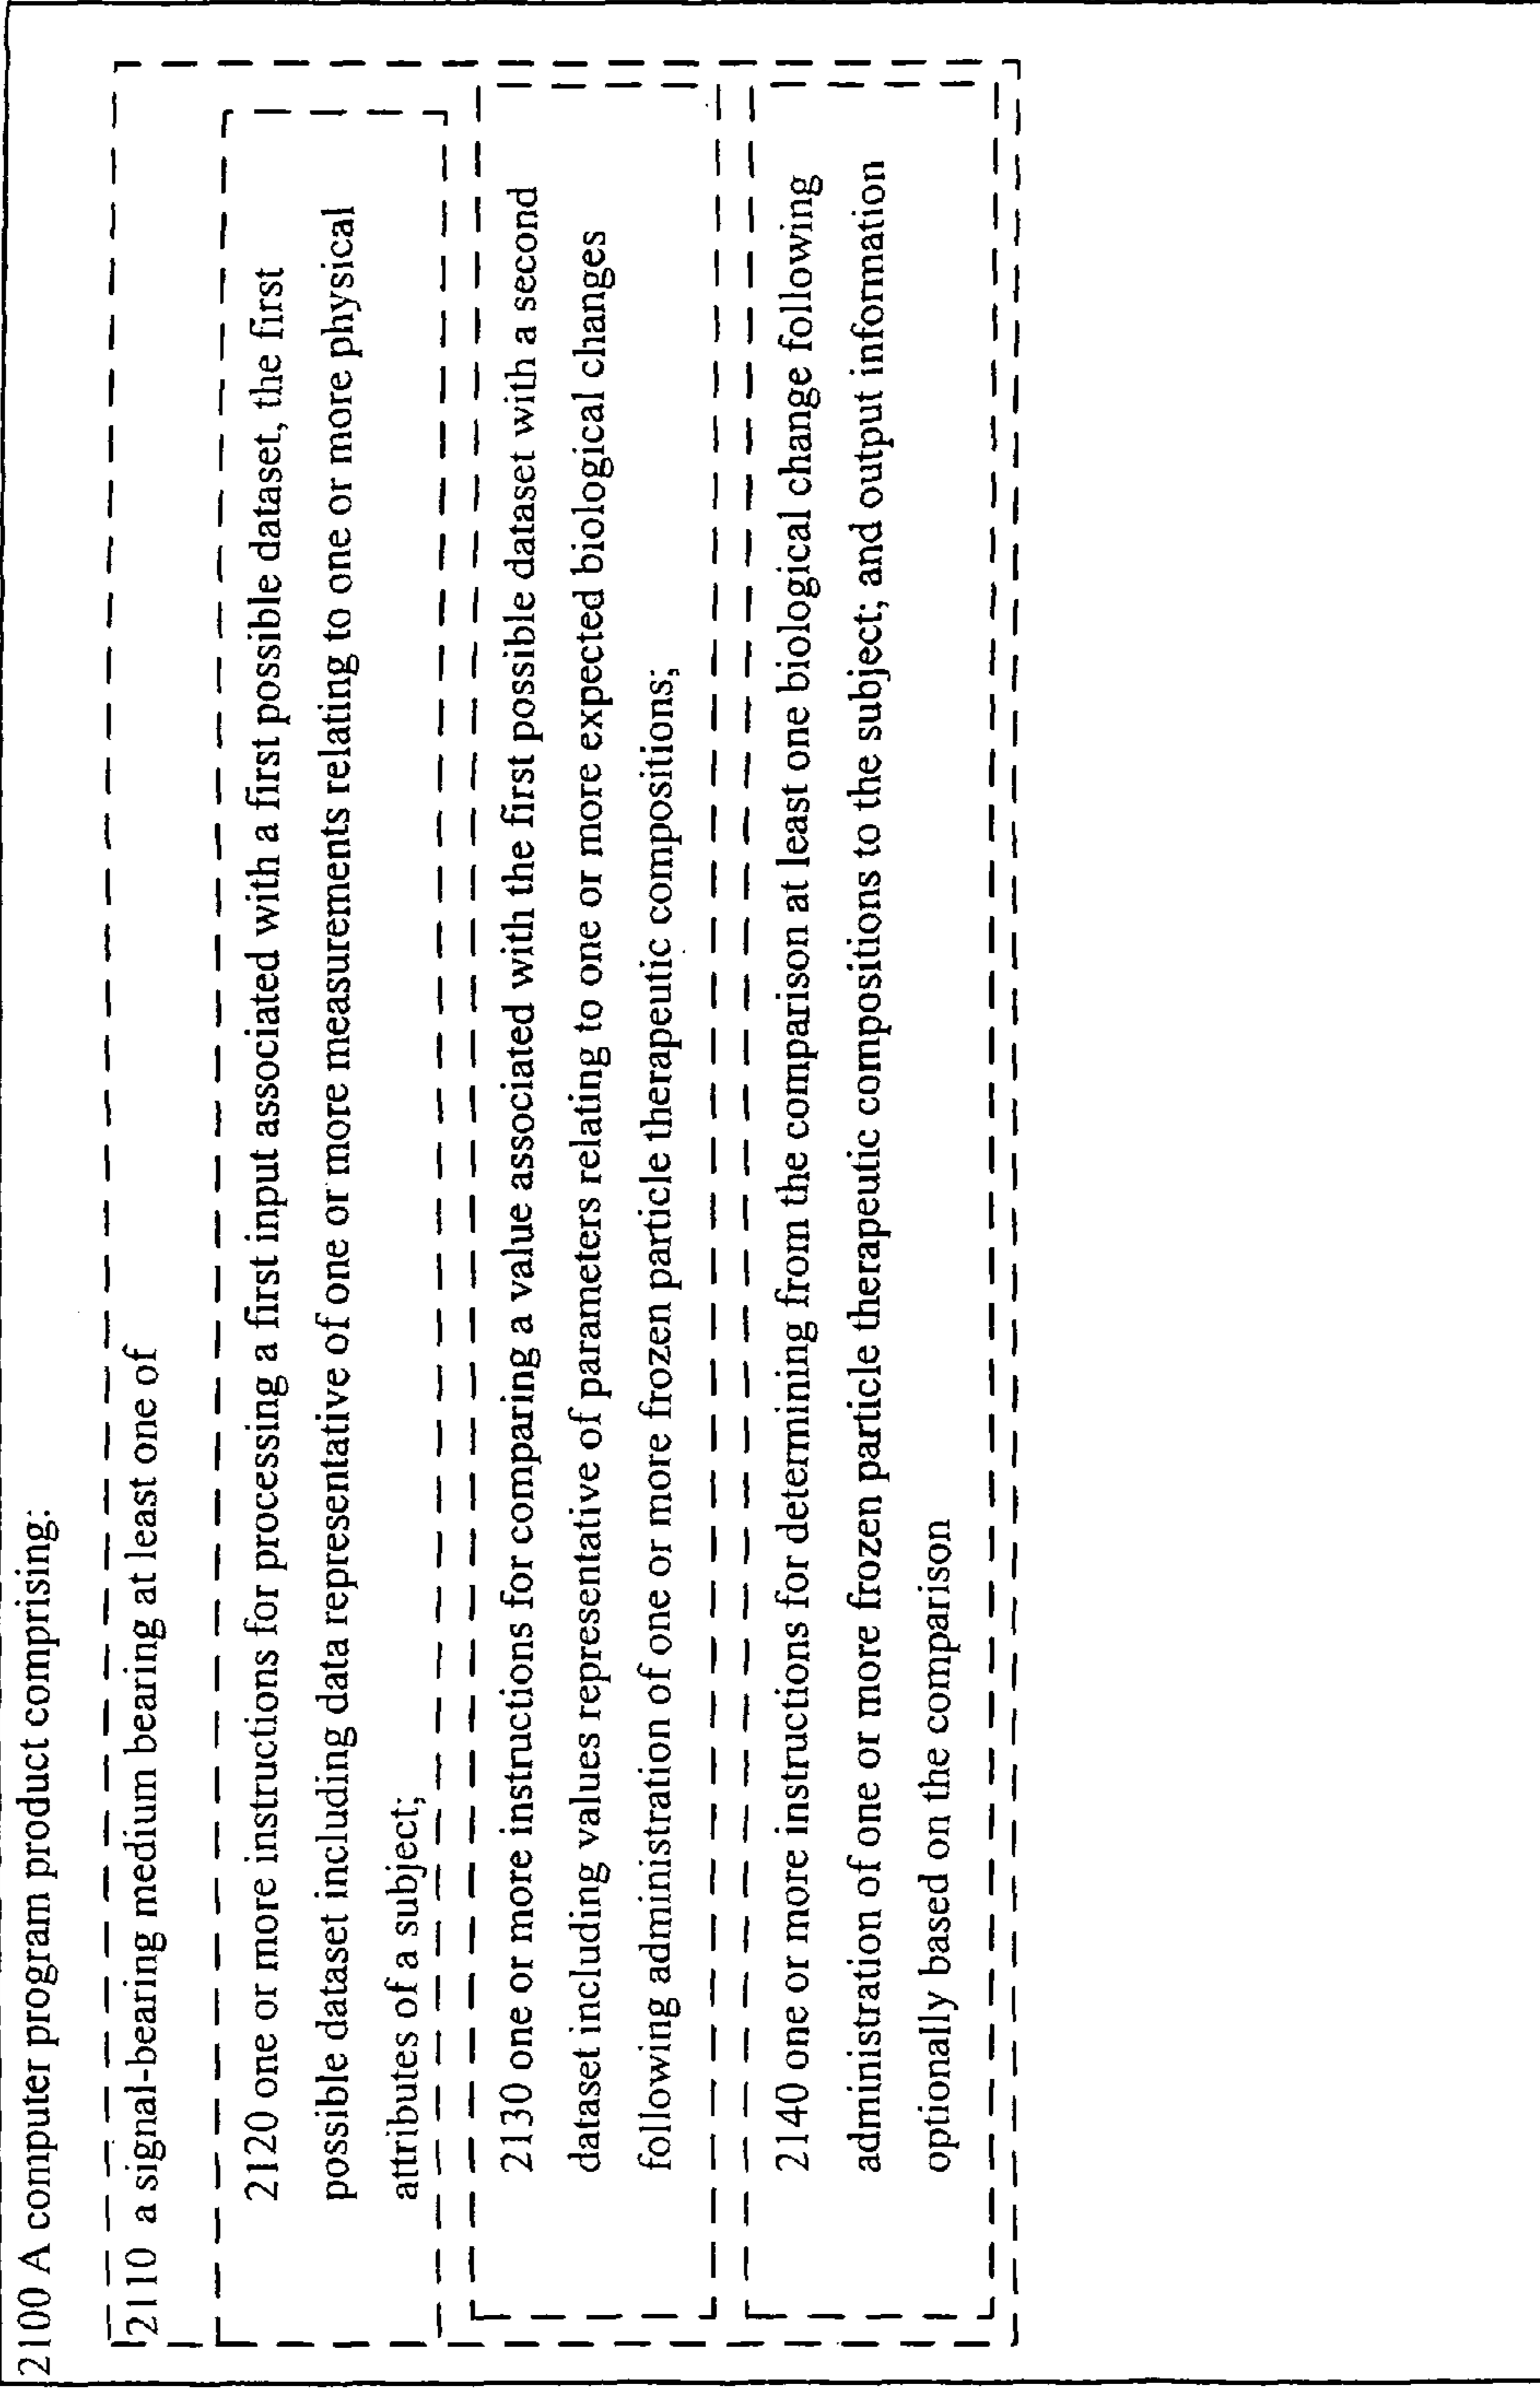 2100 A computer program product comprising:
2110 a signal-bearing medium bearing at least one of
2120 one or more instructions for processing a first input associated with a first possible dataset, the first
possible dataset including data representative of one or more measurements relating to one or more physical
attributes of a subject;
2130 one or more instructions for comparing a value associated with the first possible dataset with a second
dataset including values representative of parameters relating to one or more expected biological changes
following administration of one or more frozen particle therapeutic compositions;
2140 one or more instructions for determining from the comparison at least one biological change following
administration of one or more frozen particle therapeutic compositions to the subject; and output information
optionally based on the comparison